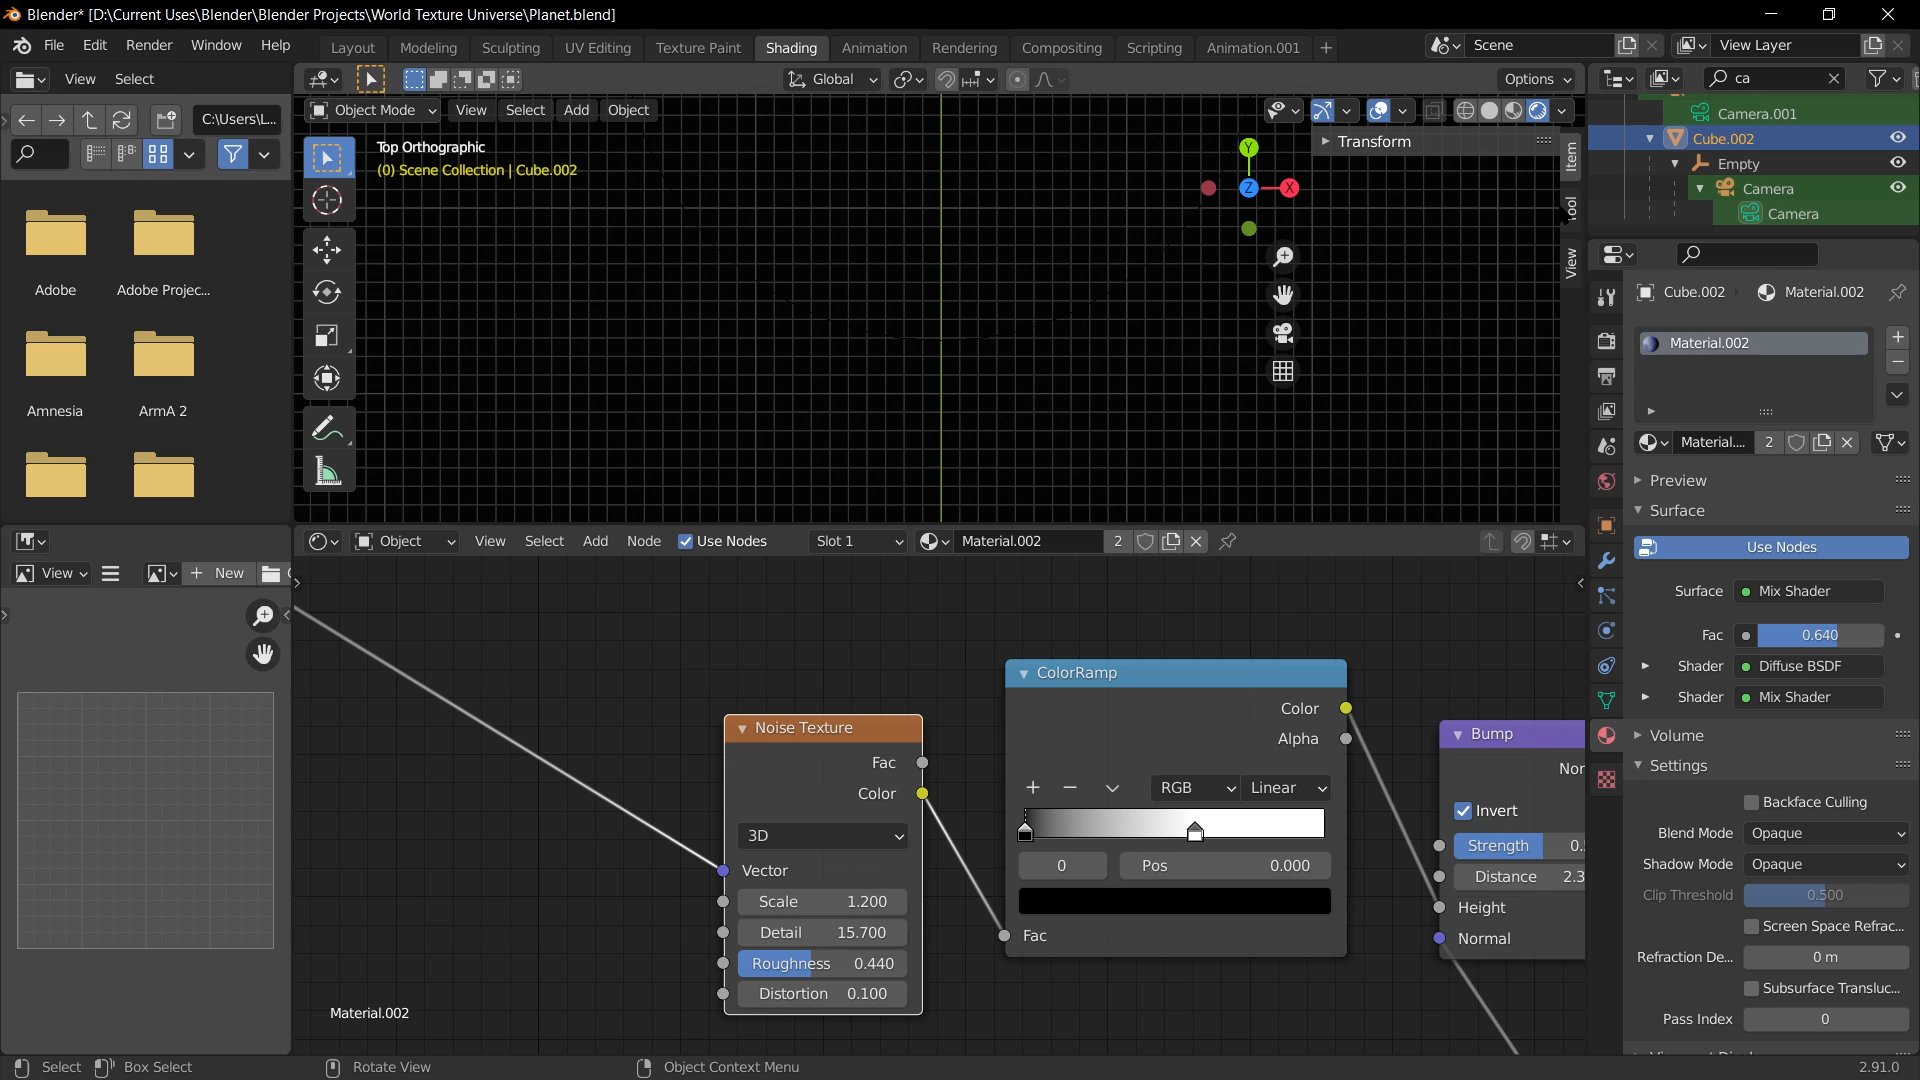 Blender* [D:\Current Uses\Blender\Blender Projects\World Texture Universe\Planet.blend]
File Edit Render Window Help Layout Modeling Sculpting UV Editing Texture Paint Shading Animation Rendering Compositing Scripting Animation.001 + Scene View Layer
View Select Global Options ca
C:\Users\L...
Object Mode View Select Add Object
Camera.001
Cube.002
Empty
Camera
Camera
Top Orthographic
(0) Scene Collection | Cube.002
Transform
Item
Tool
View
Y
Z
X
Adobe Adobe Projec...
Amnesia ArmA 2
Cube.002 Material.002
Material.002
Material.... 2
Preview
Surface
Use Nodes
Surface Mix Shader
Fac 0.640
Shader Diffuse BSDF
Shader Mix Shader
Volume
Settings
Backface Culling
Blend Mode Opaque
Shadow Mode Opaque
Clip Threshold 0.500
Screen Space Refrac...
Refraction De... 0 m
Subsurface Transluc...
Pass Index 0
Object View Select Add Node Use Nodes Slot 1 Material.002 2
View New
Noise Texture
Fac
Color
3D
Vector
Scale 1.200
Detail 15.700
Roughness 0.440
Distortion 0.100
ColorRamp
Color
Alpha
RGB Linear
0 Pos 0.000
Fac
Bump
Nor
Invert
Strength 0.
Distance 2.3
Height
Normal
Material.002
Select Box Select Rotate View Object Context Menu 2.91.0